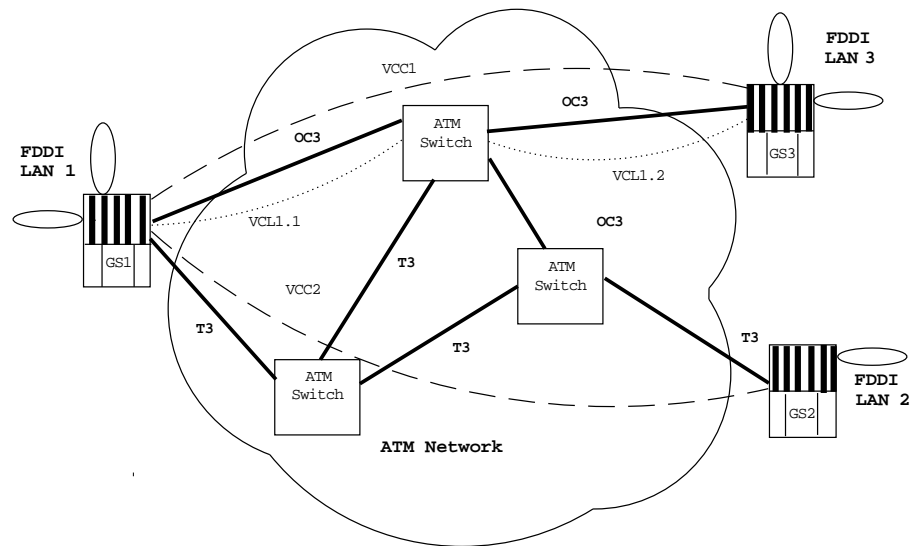 FDDI
LAN 3
VCC1
ATM
Switch
OC3
OC3
FDDI
LAN 1
GS3
VCL1.2
VCL1.1
OC3
GS1
T3
ATM
Switch
VCC2
T3
T3
T3
ATM
Switch
FDDI
LAN 2
GS2
ATM Network